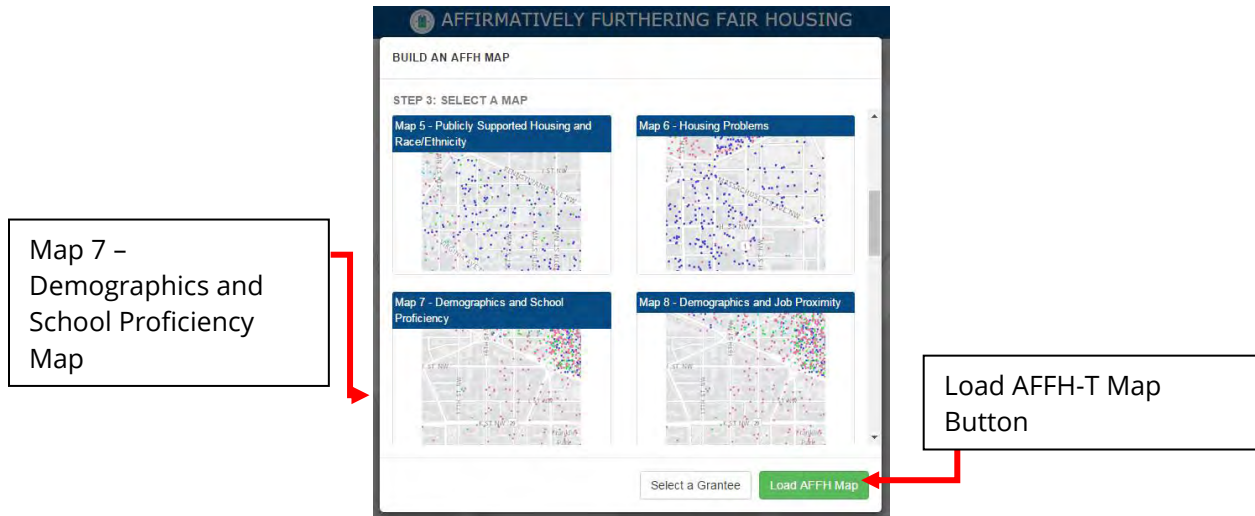 AFFIRMATIVELY FURTHERING FAIR HOUSING
BUILD AN AFFH MAP
STEP 3: SELECT A MAP
Map 5 - Publicly Supported Housing and
Race/Ethnicity
Map 6 - Housing Problems
Map 7 - Demographics and School
Proficiency
Map 8 - Demographics and Job Proximity
Select a Grantee
Load AFFH Map
Map 7 –
Demographics and
School Proficiency
Map
Load AFFH-T Map
Button